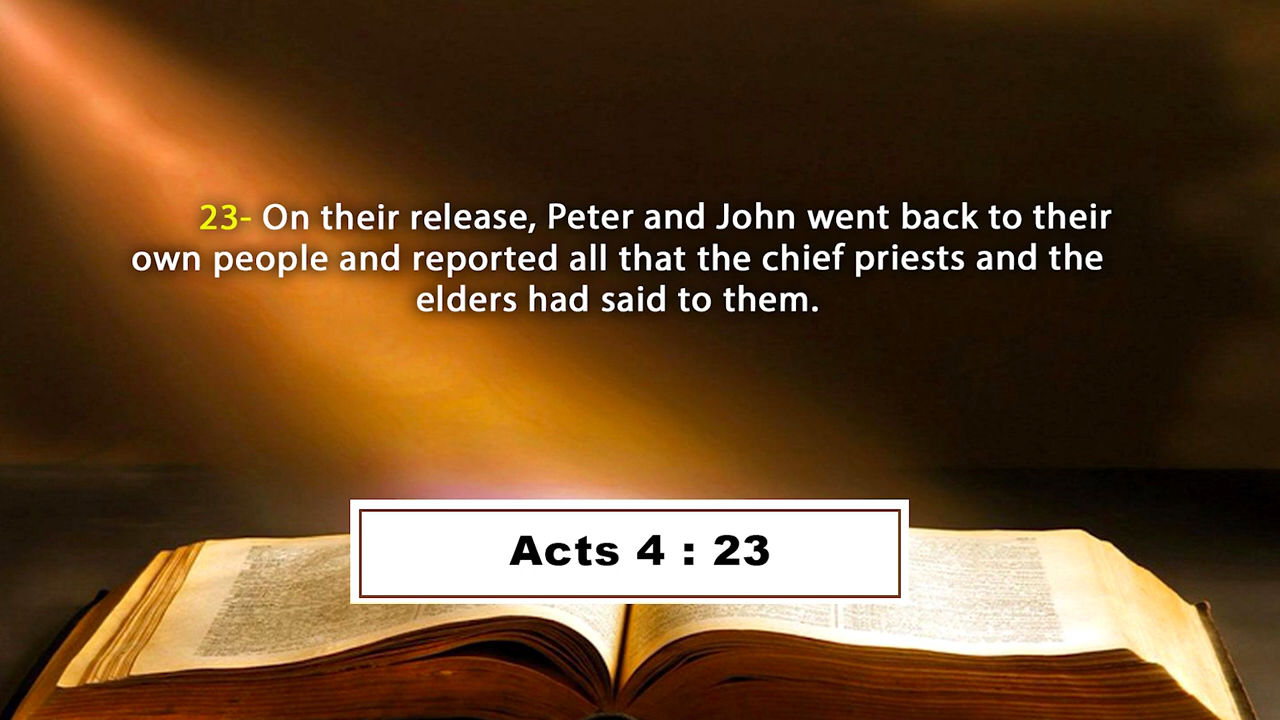 23- On their release, Peter and John went back to their
own people and reported all that the chief priests and the
elders had said to them.
Acts 4 : 23